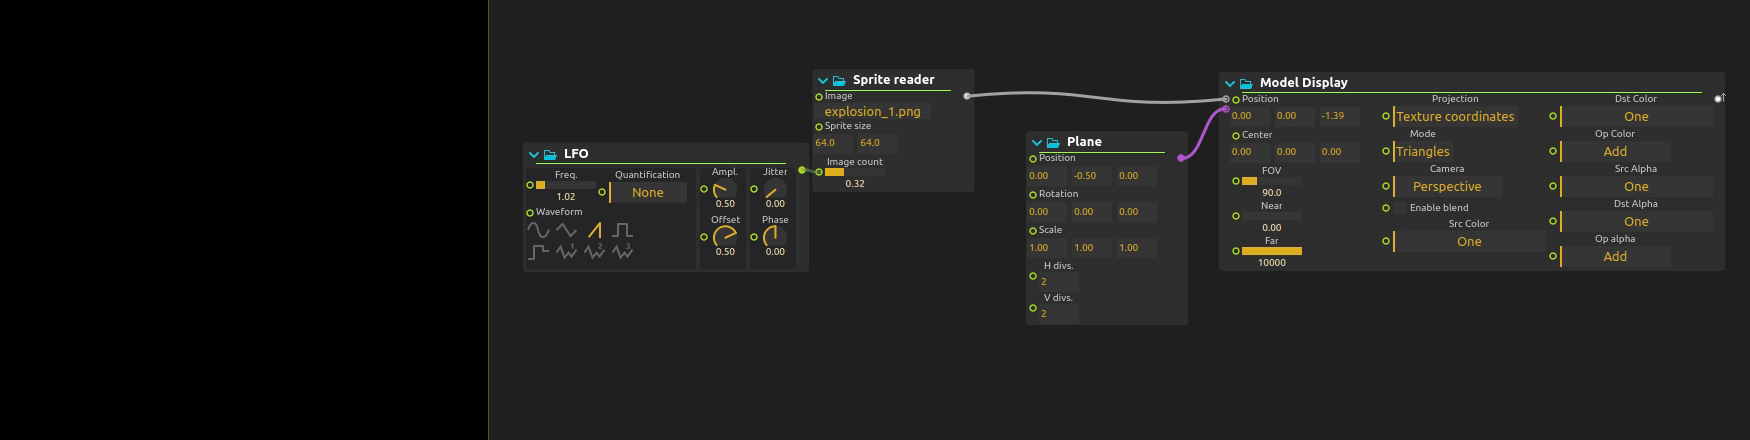 LFO
Freq.
1.02
Quantification
None
Waveform
1 2 3
Ampl.
0.50
Jitter
0.00
Offset
0.50
Phase
0.00
Sprite reader
Image
explosion_1.png
Sprite size
64.0 64.0
Image count
0.32
Plane
Position
0.00 -0.50 0.00
Rotation
0.00 0.00 0.00
Scale
1.00 1.00 1.00
H divs.
2
V divs.
2
Model Display
Position
0.00 0.00 -1.39
Center
0.00 0.00 0.00
FOV
90.0
Near
0.00
Far
10000
Projection
Texture coordinates
Mode
Triangles
Camera
Perspective
Enable blend
Src Color
One
Dst Color
One
Op Color
Add
Src Alpha
One
Dst Alpha
One
Op alpha
Add